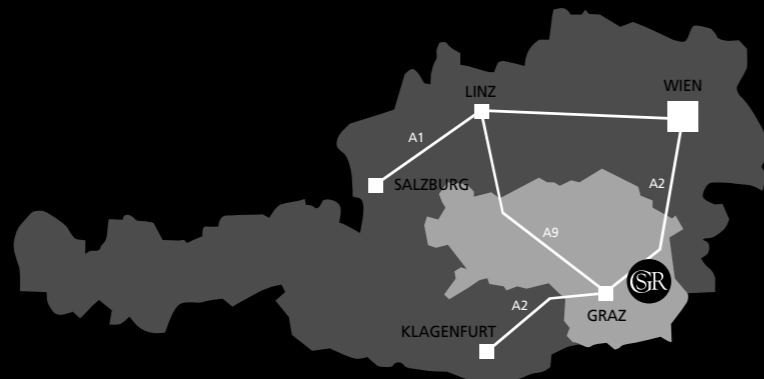 WIEN
LINZ
A1
SALZBURG
A2
A9
GSR
A2
GRAZ
KLAGENFURT